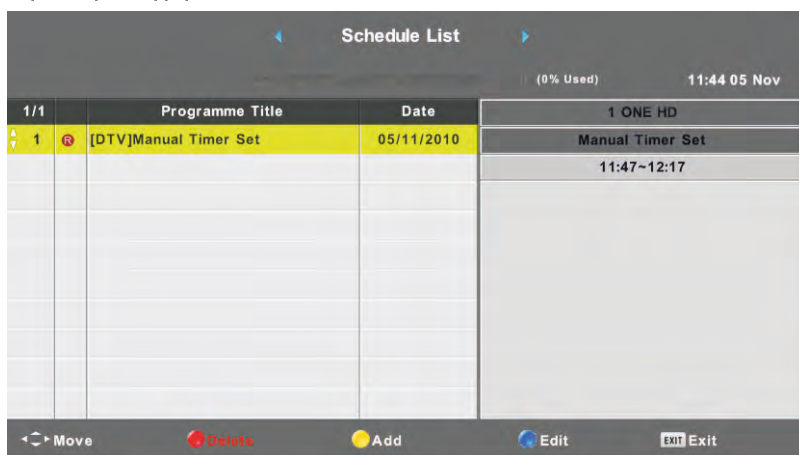 Schedule List
(0% Used) 11:44 05 Nov
1/1 Programme Title Date 1 ONE HD
1 R [DTV]Manual Timer Set 05/11/2010 Manual Timer Set
11:47~12:17
Move Delete Add Edit EXIT Exit